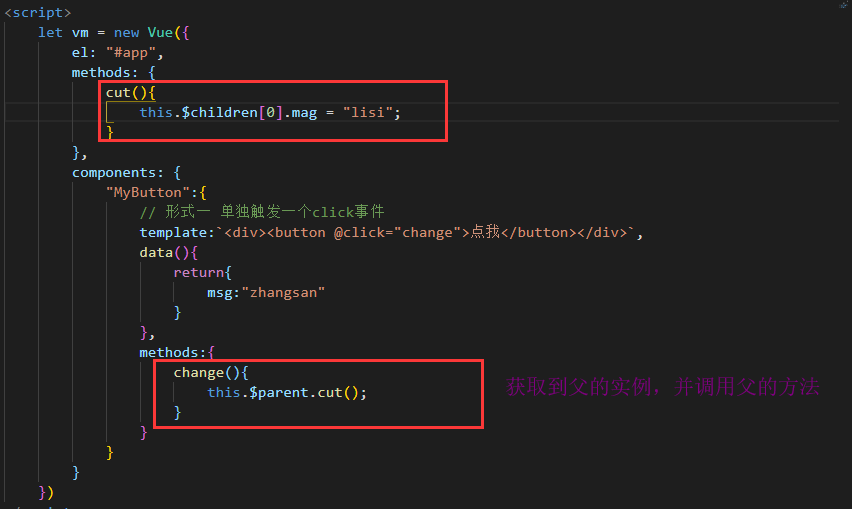 <script>
let vm = new Vue({
el: "#app",
methods: {
cut(){
this.$children[0].mag = "lisi";
}
},
components: {
"MyButton":{
// 形式一 单独触发一个click事件
template:`<div><button @click="change">点我</button></div>`,
data(){
return{
msg:"zhangsan"
}
},
methods:{
change(){
this.$parent.cut();
}
获取到父的实例，并调用父的方法
}
}
}
})